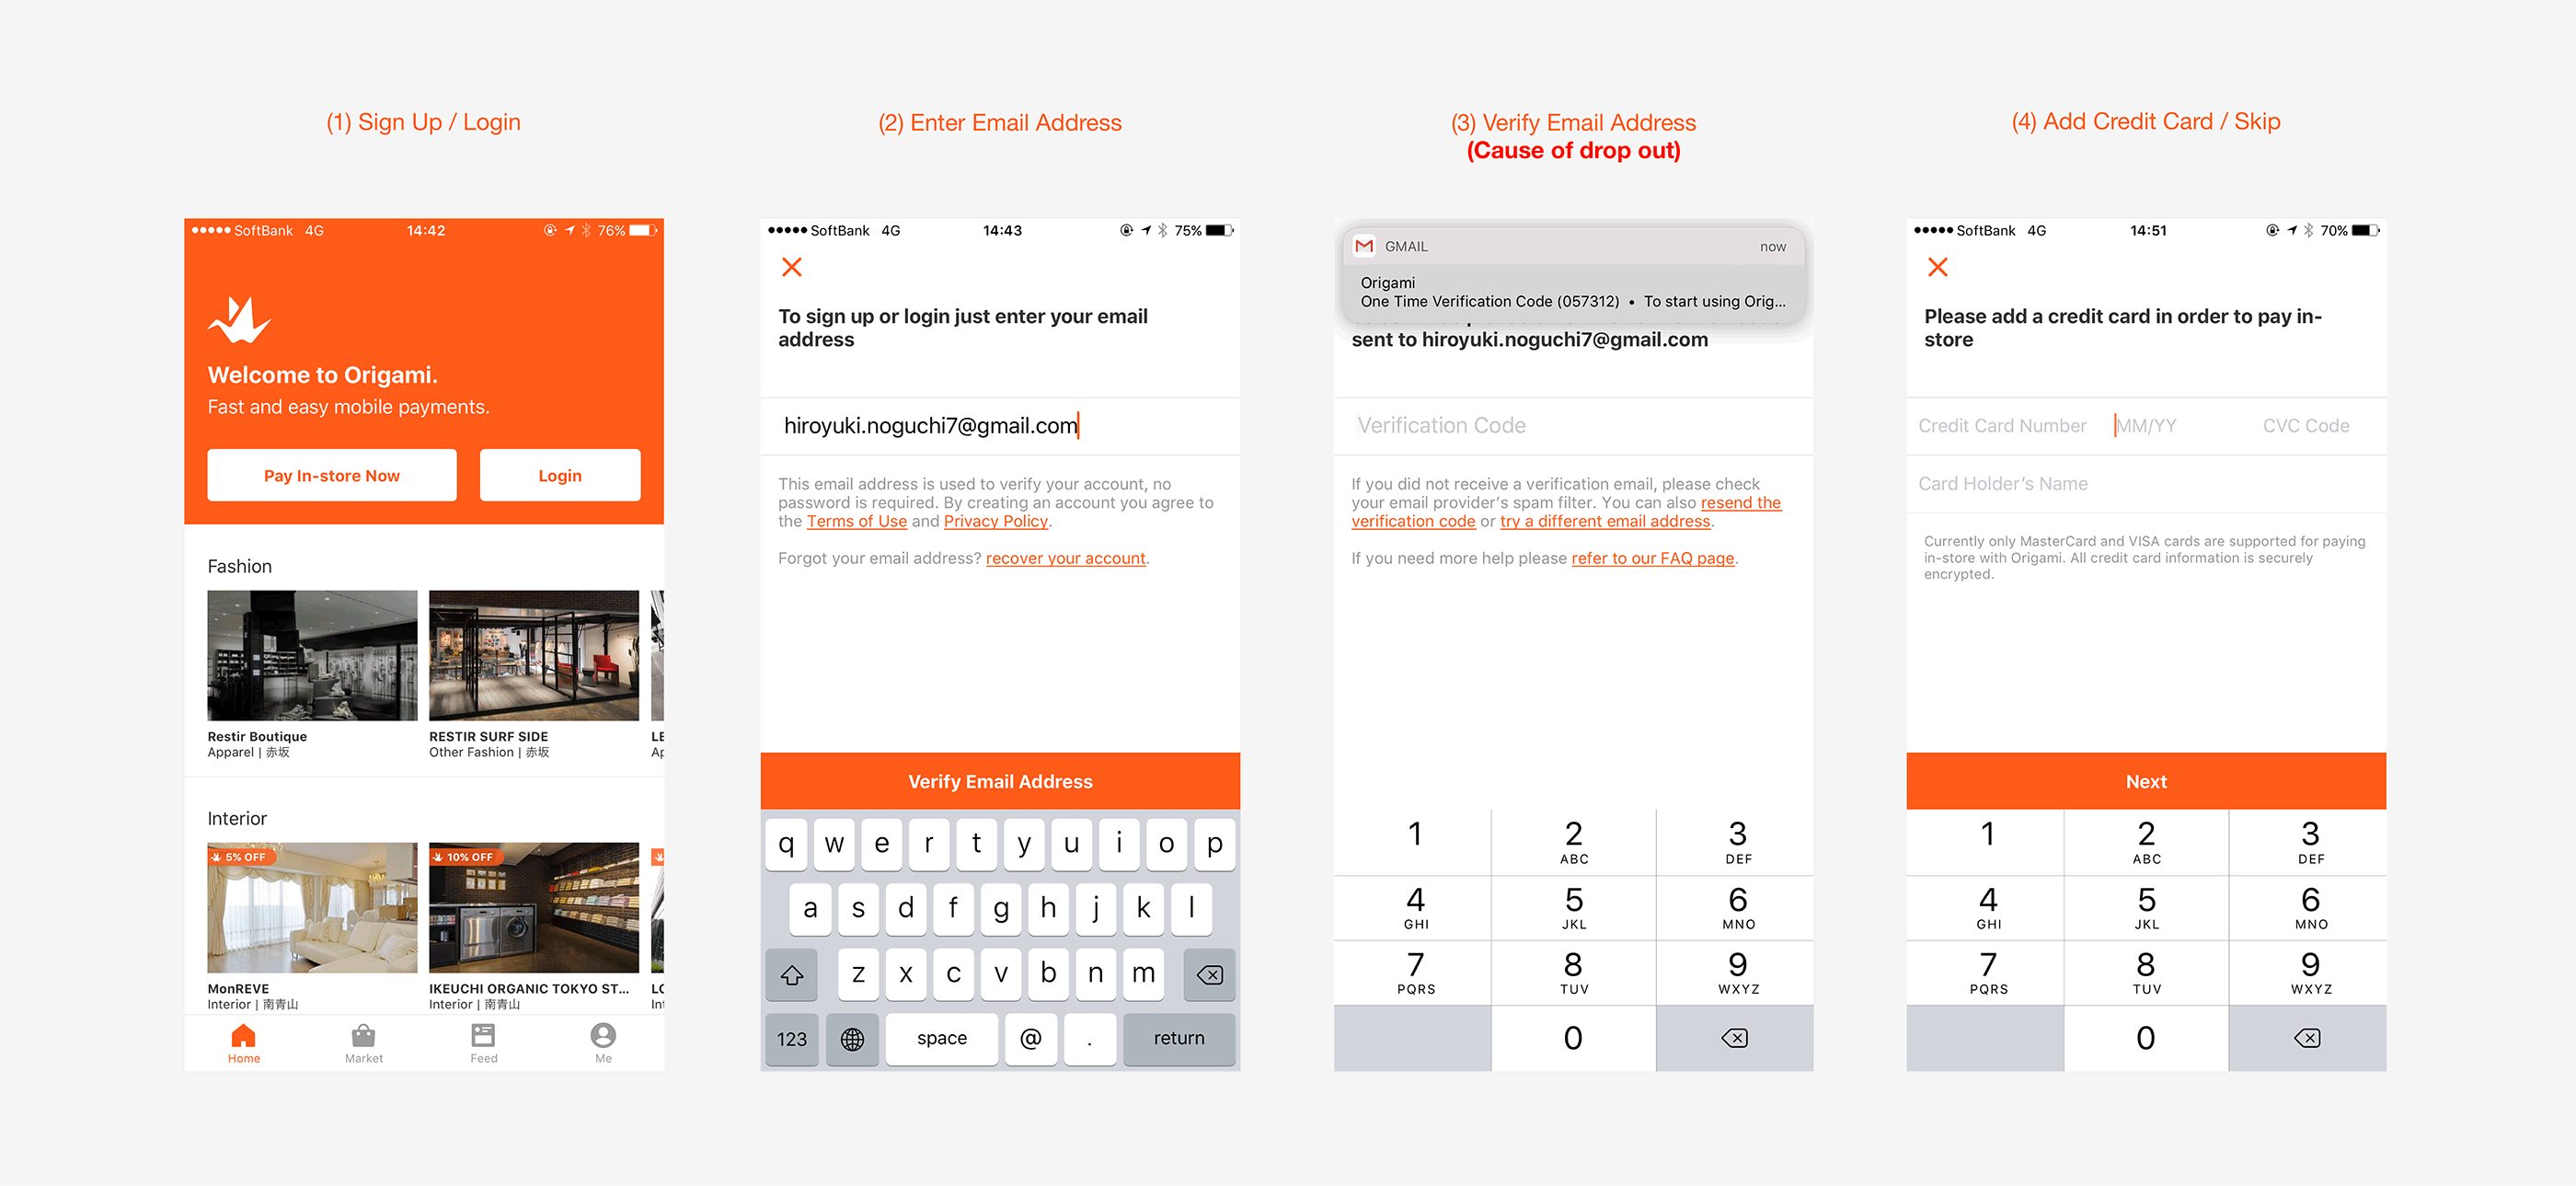 (1) Sign Up / Login
SoftBank 4G 14:42 76%
Welcome to Origami.
Fast and easy mobile payments.
Pay In-store Now
Login
Fashion
Restir Boutique
Apparel | 赤坂
RESTIR SURF SIDE
Other Fashion | 赤坂
LE
Ap
Interior
5% OFF
10% OFF
MonREVE
Interior | 南青山
IKEUCHI ORGANIC TOKYO ST...
Interior | 南青山
LC
Int
Home
Market
Feed
Me
(2) Enter Email Address
SoftBank 4G 14:43 75%
To sign up or login just enter your email
address
hiroyuki.noguchi7@gmail.com
This email address is used to verify your account, no
password is required. By creating an account you agree to
the Terms of Use and Privacy Policy.
Forgot your email address? recover your account.
Verify Email Address
q w e r t y u i o p
a s d f g h j k l
z x c v b n m
123 space @ . return
(3) Verify Email Address
(Cause of drop out)
GMAIL now
Origami
One Time Verification Code (057312) • To start using Orig...
sent to hiroyuki.noguchi7@gmail.com
Verification Code
If you did not receive a verification email, please check
your email provider's spam filter. You can also resend the
verification code or try a different email address.
If you need more help please refer to our FAQ page.
1 2 3
ABC DEF
4 5 6
GHI JKL MNO
7 8 9
PQRS TUV WXYZ
0
(4) Add Credit Card / Skip
SoftBank 4G 14:51 70%
Please add a credit card in order to pay in-
store
Credit Card Number MM/YY CVC Code
Card Holder's Name
Currently only MasterCard and VISA cards are supported for paying
in-store with Origami. All credit card information is securely
encrypted.
Next
1 2 3
ABC DEF
4 5 6
GHI JKL MNO
7 8 9
PQRS TUV WXYZ
0